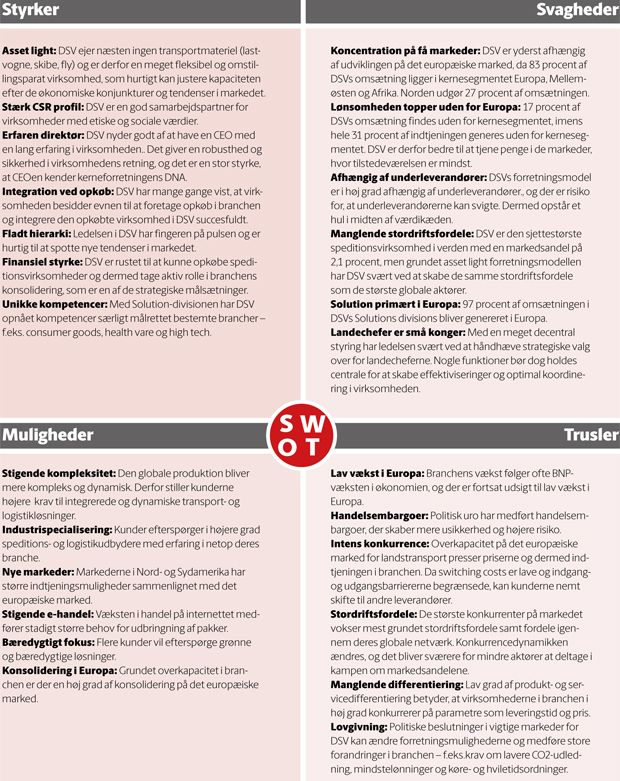 Styrker
Asset light: DSV ejer næsten ingen transportmateriel (last-
vogne, skibe, fly) og er derfor en meget fleksibel og omstil-
lingsparat virksomhed, som hurtigt kan justere kapaciteten
efter de økonomiske konjunkturer og tendenser i markedet.
Stærk CSR profil: DSV er en god samarbejdspartner for
virksomheder med etiske og sociale værdier.
Erfaren direktør: DSV nyder godt af at have en CEO med
en lang erfaring i virksomheden.. Det giver en robusthed og
sikkerhed i virksomhedens retning, og det er en stor styrke,
at CEOen kender kerneforretningens DNA.
Integration ved opkøb: DSV har mange gange vist, at virk-
somheden besidder evnen til at foretage opkøb i branchen
og integrere den opkøbte virksomhed i DSV succesfuldt.
Fladt hierarki: Ledelsen i DSV har fingeren på pulsen og er
hurtig til at spotte nye tendenser i markedet.
Finansiel styrke: DSV er rustet til at kunne opkøbe spedi-
tionsvirksomheder og dermed tage aktiv rolle i branchens
konsolidering, som er en af de strategiske målsætninger.
Unikke kompetencer: Med Solution-divisionen har DSV
opnået kompetencer særligt målrettet bestemte brancher –
f.eks. consumer goods, health vare og high tech.
Svagheder
Koncentration på få markeder: DSV er yderst afhængig
af udviklingen på det europæiske marked, da 83 procent af
DSVs omsætning ligger i kernesegmentet Europa, Mellem-
østen og Afrika. Norden udgør 27 procent af omsætningen.
Lønsomheden topper uden for Europa: 17 procent af
DSVs omsætning findes uden for kernesegmentet, imens
hele 31 procent af indtjeningen generes uden for kerneseg-
mentet. DSV er derfor bedre til at tjene penge i de markeder,
hvor tilstedeværelsen er mindst.
Afhængig af underleverandører: DSVs forretningsmodel
er i høj grad afhængig af underleverandører., og der er risiko
for, at underleverandørerne kan svigte. Dermed opstår et
hul i midten af værdikæden.
Manglende stordriftsfordele: DSV er den sjettestørste
speditionsvirksomhed i verden med en markedsandel på
2,1 procent, men grundet asset light forretningsmodellen
har DSV svært ved at skabe de samme stordriftsfordele
som de største globale aktører.
Solution primært i Europa: 97 procent af omsætningen i
DSVs Solutions divisions bliver genereret i Europa.
Landechefer er små konger: Med en meget decentral
styring har ledelsen svært ved at håndhæve strategiske valg
over for landecheferne. Nogle funktioner bør dog holdes
centrale for at skabe effektiviseringer og optimal koordine-
ring i virksomheden.
S W
O T
Muligheder
Stigende kompleksitet: Den globale produktion bliver
mere kompleks og dynamisk. Derfor stiller kunderne
højere krav til integrerede og dynamiske transport- og
logistikløsninger.
Industrispecialisering: Kunder efterspørger i højere grad
speditions- og logistikudbydere med erfaring i netop deres
branche.
Nye markeder: Markederne i Nord- og Sydamerika har
større indtjeningsmuligheder sammenlignet med det
europæiske marked.
Stigende e-handel: Væksten i handel på internettet med-
fører stadigt større behov for udbringning af pakker.
Bæredygtigt fokus: Flere kunder vil efterspørge grønne
og bæredygtige løsninger.
Konsolidering i Europa: Grundet overkapacitet i bran-
chen er der en høj grad af konsolidering på det europæiske
marked.
Trusler
Lav vækst i Europa: Branchens vækst følger ofte BNP-
væksten i økonomien, og der er fortsat udsigt til lav vækst i
Europa.
Handelsembargoer: Politisk uro har medført handelsem-
bargoer, der skaber mere usikkerhed og højere risiko.
Intens konkurrence: Overkapacitet på det europæiske
marked for landstransport presser priserne og dermed ind-
tjeningen i branchen. Da switching costs er lave og indgang-
og udgangsbarriererne begrænsede, kan kunderne nemt
skifte til andre leverandører.
Stordriftsfordele: De største konkurrenter på markedet
vokser mest grundet stordriftsfordele samt fordele igen-
nem deres globale netværk. Konkurrencedynamikken
ændres, og det bliver sværere for mindre aktører at deltage i
kampen om markedsandelene.
Manglende differentiering: Lav grad af produkt- og ser-
vicedifferentiering betyder, at virksomhederne i branchen i
høj grad konkurrerer på parametre som leveringstid og pris.
Lovgivning: Politiske beslutninger i vigtige markeder for
DSV kan ændre forretningsmulighederne og medføre store
forandringer i branchen – f.eks.krav om lavere CO2-udled-
ning, mindstelønninger og køre- og hviletidsordninger.